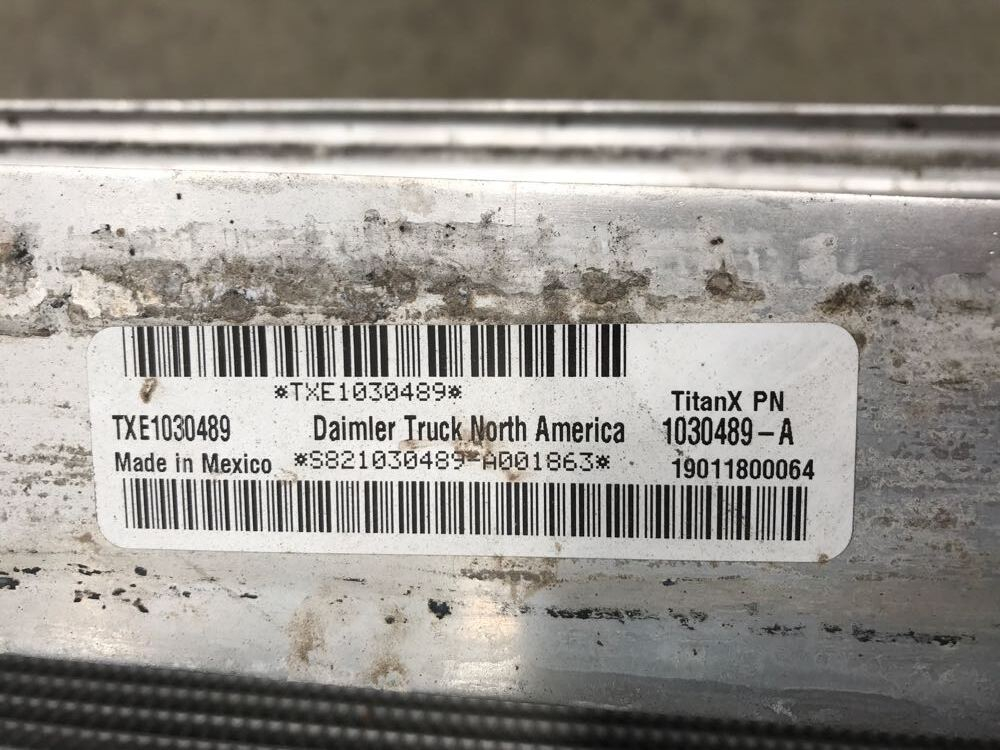 *TXE1030489*
TitanX PN
TXE1030489 Daimler Truck North America 1030489-A
Made in Mexico *S821030489-A001863* 19011800064